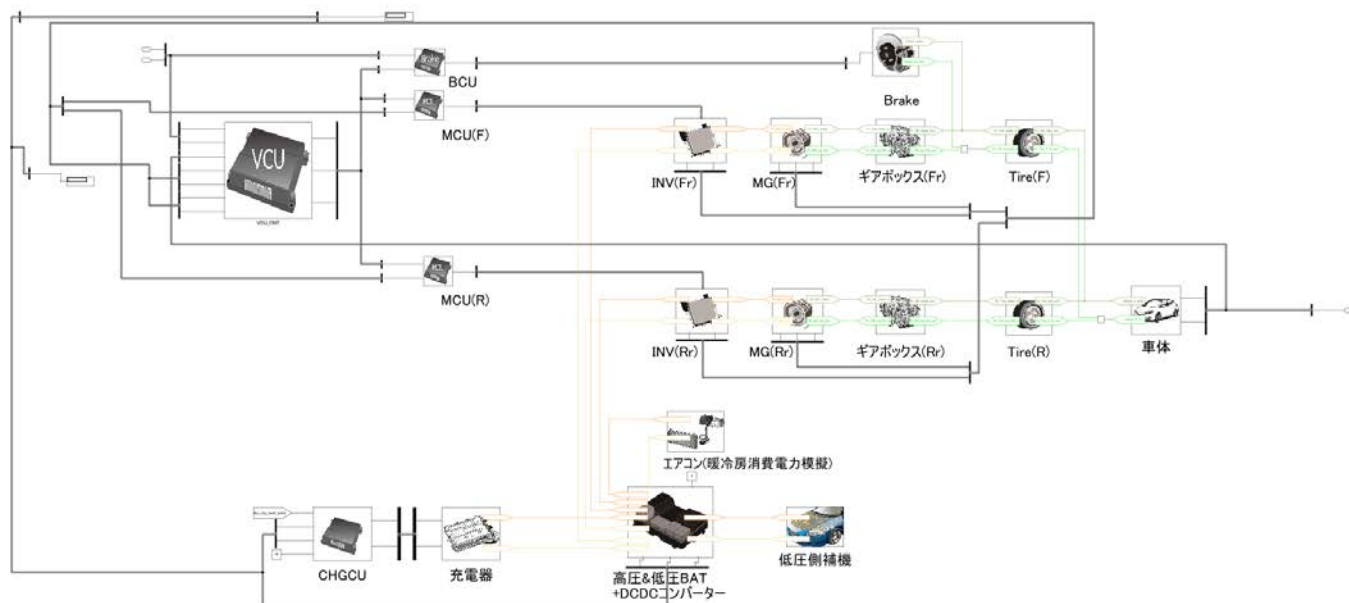 BCU
Brake
MCU(F)
VCU
INV(Fr)
MG(Fr)
ギアボックス(Fr)
Tire(F)
MCU(R)
INV(Rr)
MG(Rr)
ギアボックス(Rr)
Tire(R)
車体
エアコン(暖冷房消費電力模擬)
CHGCU
充電器
高圧&低圧BAT
+DCDCコンバーター
低圧側補機